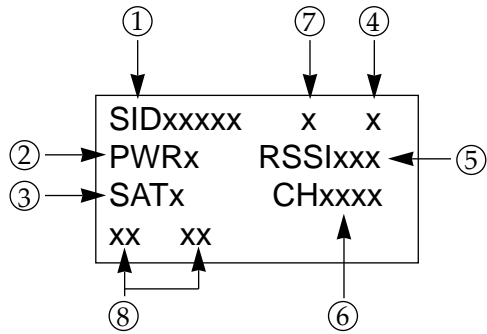 ① ⑦ ④
SIDxxxxx x x
② PWRx RSSIxxx ⑤
③ SATx CHxxxx
xx xx
⑧ ⑥